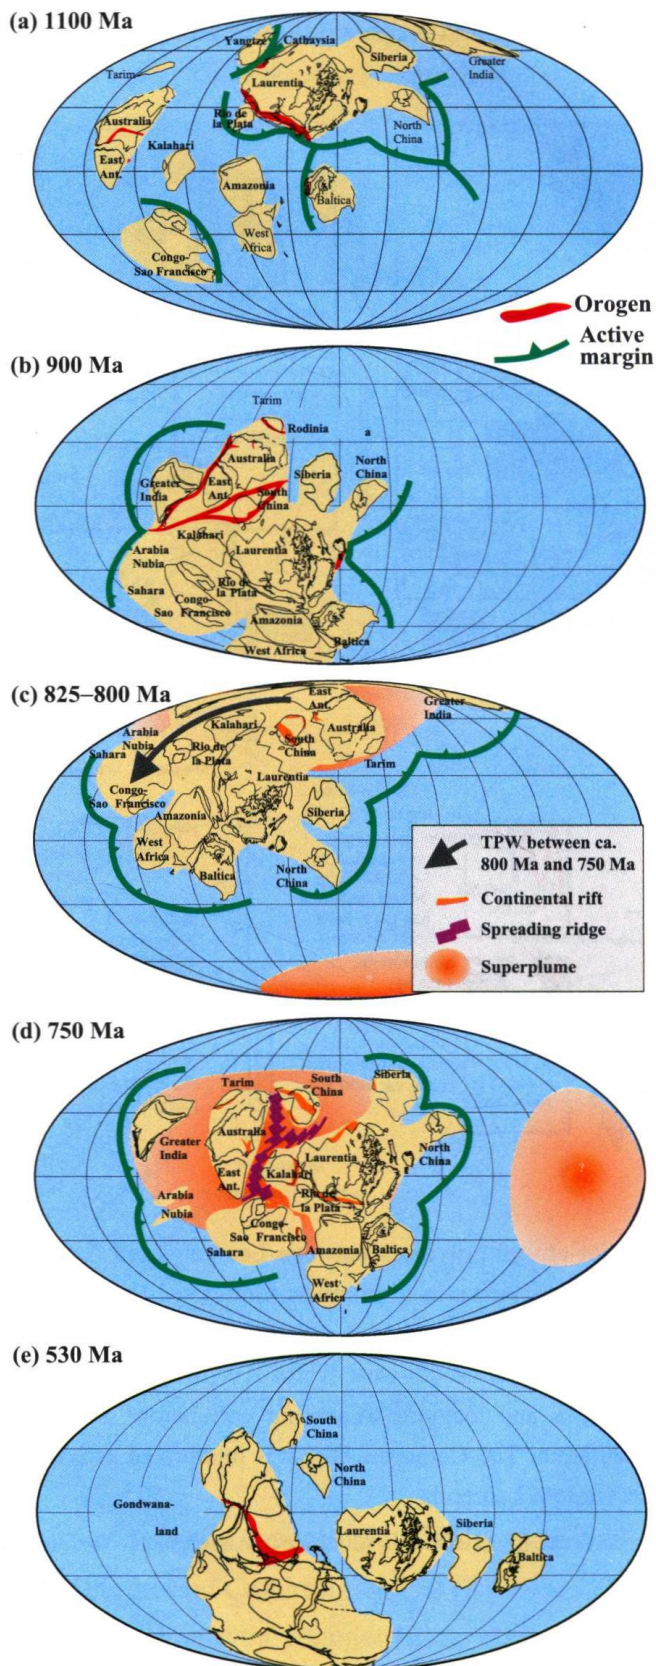 (a) 1100 Ma
Yangtze
Cathaysia
Siberia
Greater
India
Tarim
Laurentia
Australia
Rio de
la Plata
North
China
East
Ant.
Kalahari
Amazonia
Baltica
West
Africa
Congo-
Sao Francisco
Orogen
Active
margin
(b) 900 Ma
Tarim
Rodinia
a
Australia
Greater
India
East
Ant.
South
China
Siberia
North
China
Kalahari
Arabia
Nubia
Laurentia
Sahara
Rio de
la Plata
Congo-
Sao Francisco
Amazonia
Baltica
West Africa
(c) 825–800 Ma
East
Ant.
Greater
India
Kalahari
Australia
Arabia
Nubia
South
China
Sahara
Rio de
la Plata
Tarim
Laurentia
Congo-
Sao Francisco
Amazonia
Siberia
West
Africa
Baltica
North
China
TPW between ca.
800 Ma and 750 Ma
Continental rift
Spreading ridge
Superplume
(d) 750 Ma
Tarim
South
China
Siberia
Australia
Greater
India
North
China
Laurentia
East
Ant.
Kalahari
Arabia
Nubia
Rio de
la Plata
Congo-
Sao Francisco
Sahara
Amazonia
Baltica
West
Africa
(e) 530 Ma
South
China
North
China
Gondwana-
land
Laurentia
Siberia
Baltica